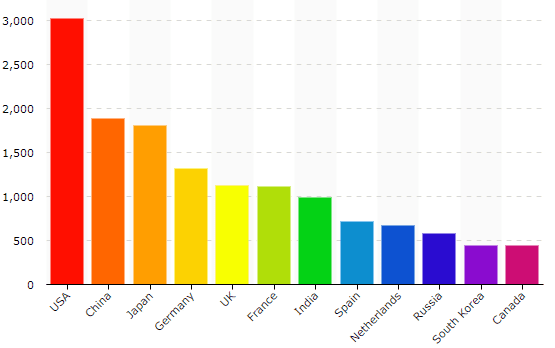 3,000
2,500
2,000
1,500
1,000
500
0
USA
China
Japan
Germany
UK
France
India
Spain
Netherlands
Russia
South Korea
Canada